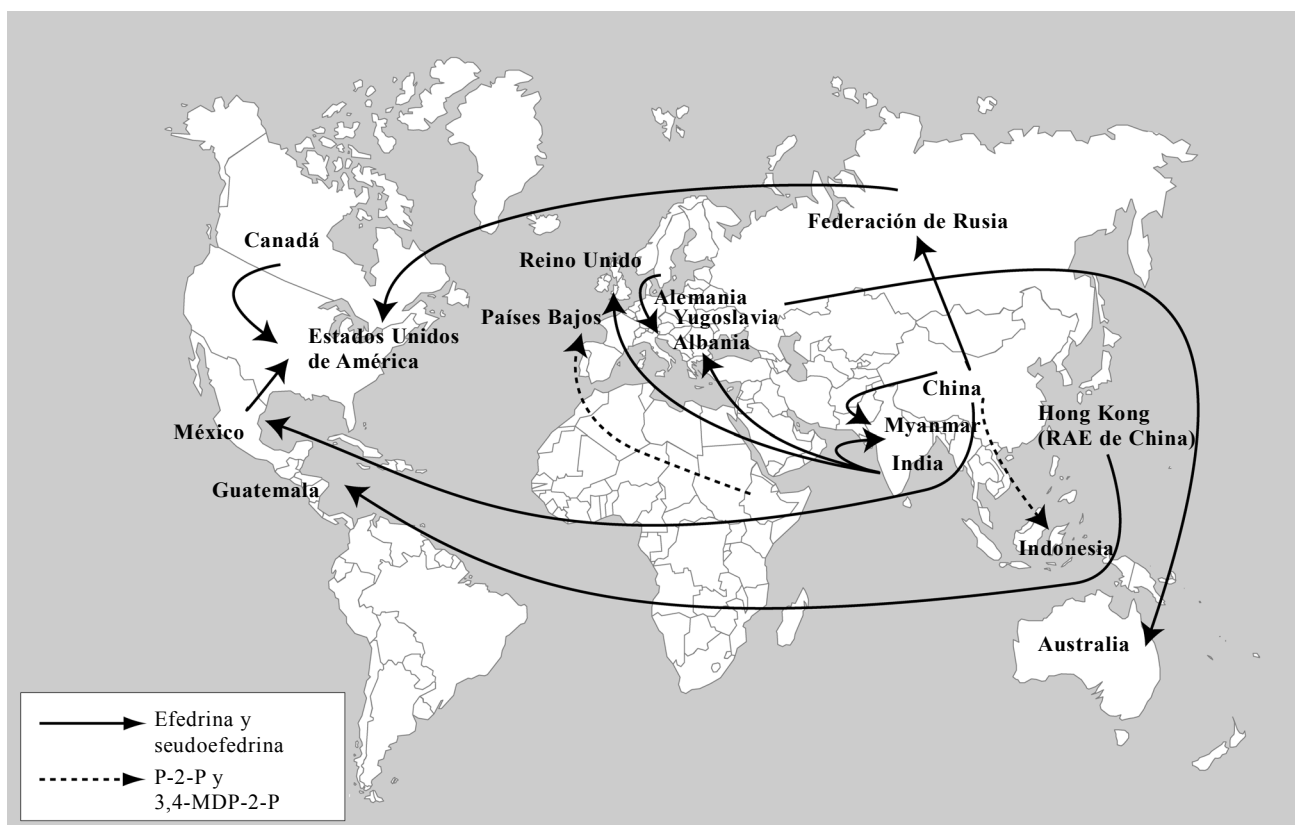 Federación de Rusia
Canadá
Reino Unido
Alemania
Países Bajos
Yugoslavia
Estados Unidos
de América
Albania
China
Hong Kong
(RAE de China)
México
Myanmar
India
Guatemala
Indonesia
Australia
Efedrina y
seudoefedrina
P-2-P y
3,4-MDP-2-P